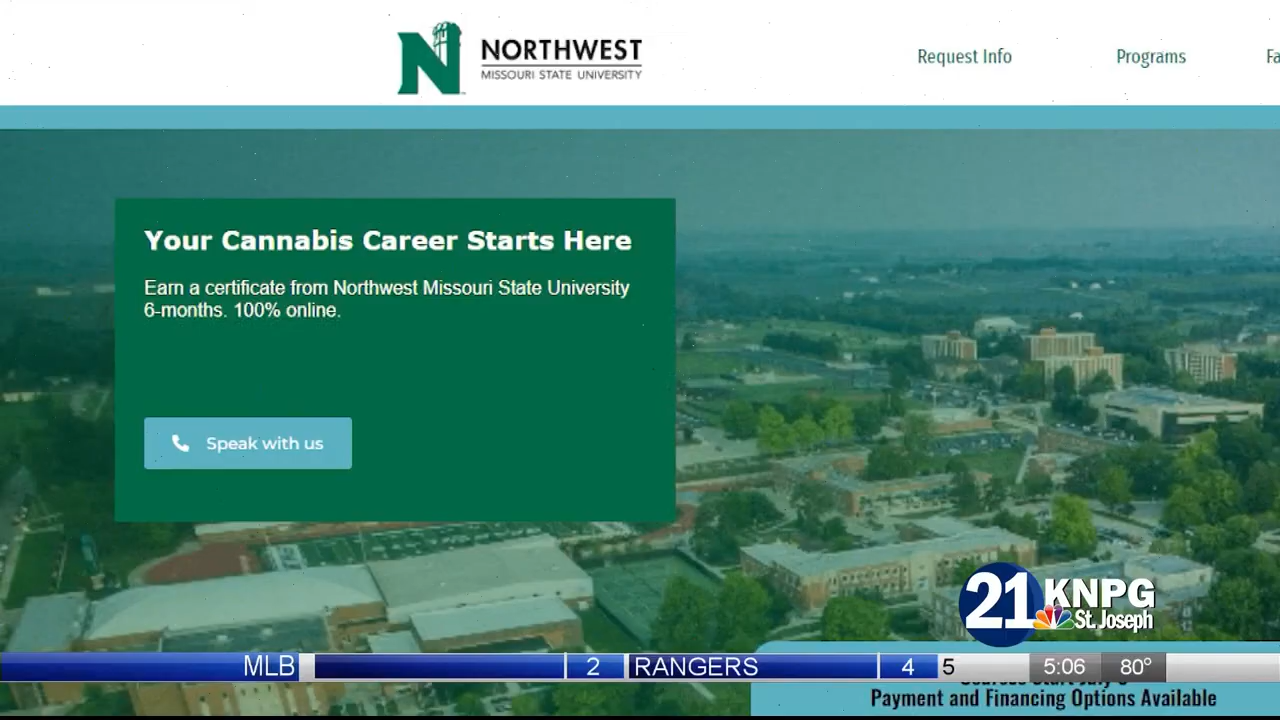 NORTHWEST
MISSOURI STATE UNIVERSITY
Request Info
Programs
Fa
Your Cannabis Career Starts Here
Earn a certificate from Northwest Missouri State University
6-months. 100% online.
Speak with us
21 KNPG
St. Joseph
MLB 2 RANGERS 4 5 5:06 80°
Payment and Financing Options Available